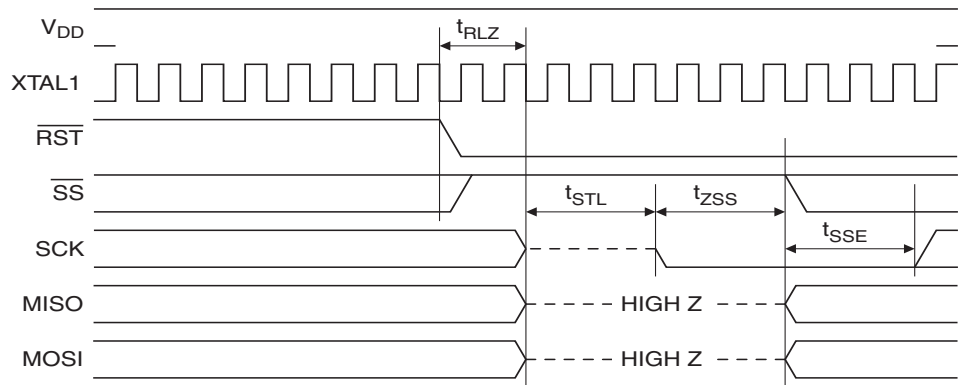 VDD
tRLZ
XTAL1
RST
SS
tSTL
tZSS
tSSE
SCK
MISO
HIGH Z
MOSI
HIGH Z